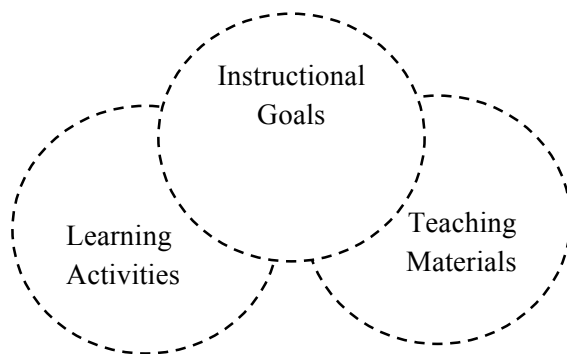 Instructional
Goals
Learning
Activities
Teaching
Materials